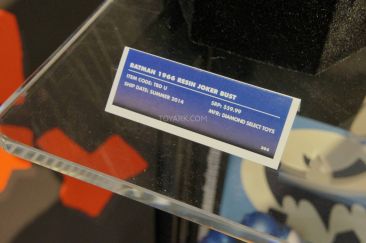 BATMAN 1966 RESIN JOKER BUST
ITEM CODE: TBD U
SRP: $59.99
SHIP DATE: SUMMER 2014
MFR: DIAMOND SELECT TOYS
TOYARK.COM